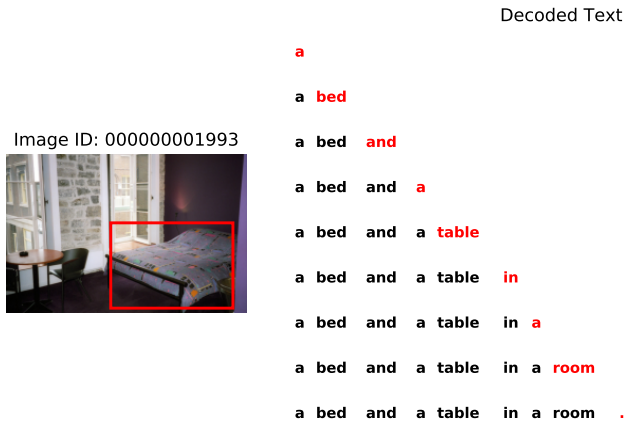 Decoded Text
a
a bed
Image ID: 000000001993
a bed and
a bed and a
a bed and a table
a bed and a table in
a bed and a table in a
a bed and a table in a room
a bed and a table in a room .